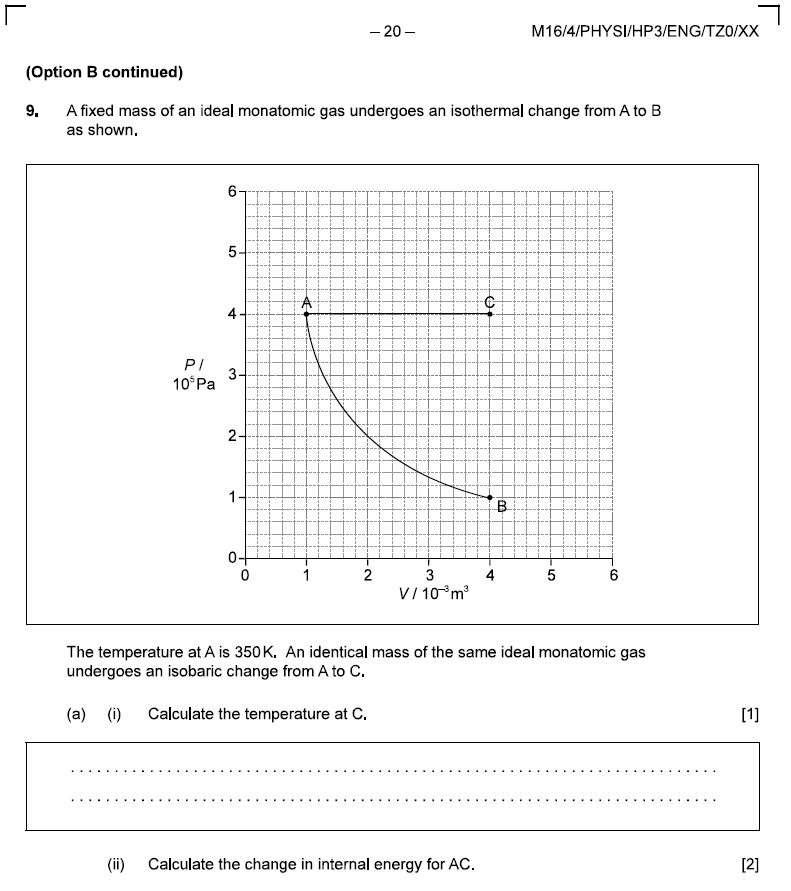 – 20 –
M16/4/PHYSI/HP3/ENG/TZ0/XX
(Option B continued)
9. A fixed mass of an ideal monatomic gas undergoes an isothermal change from A to B
as shown.
6
5
A
C
4
P /
10⁵Pa
3
2
1
B
0
0 1 2 3 4 5 6
V / 10⁻³m³
The temperature at A is 350K. An identical mass of the same ideal monatomic gas
undergoes an isobaric change from A to C.
(a) (i) Calculate the temperature at C. [1]
(ii) Calculate the change in internal energy for AC. [2]